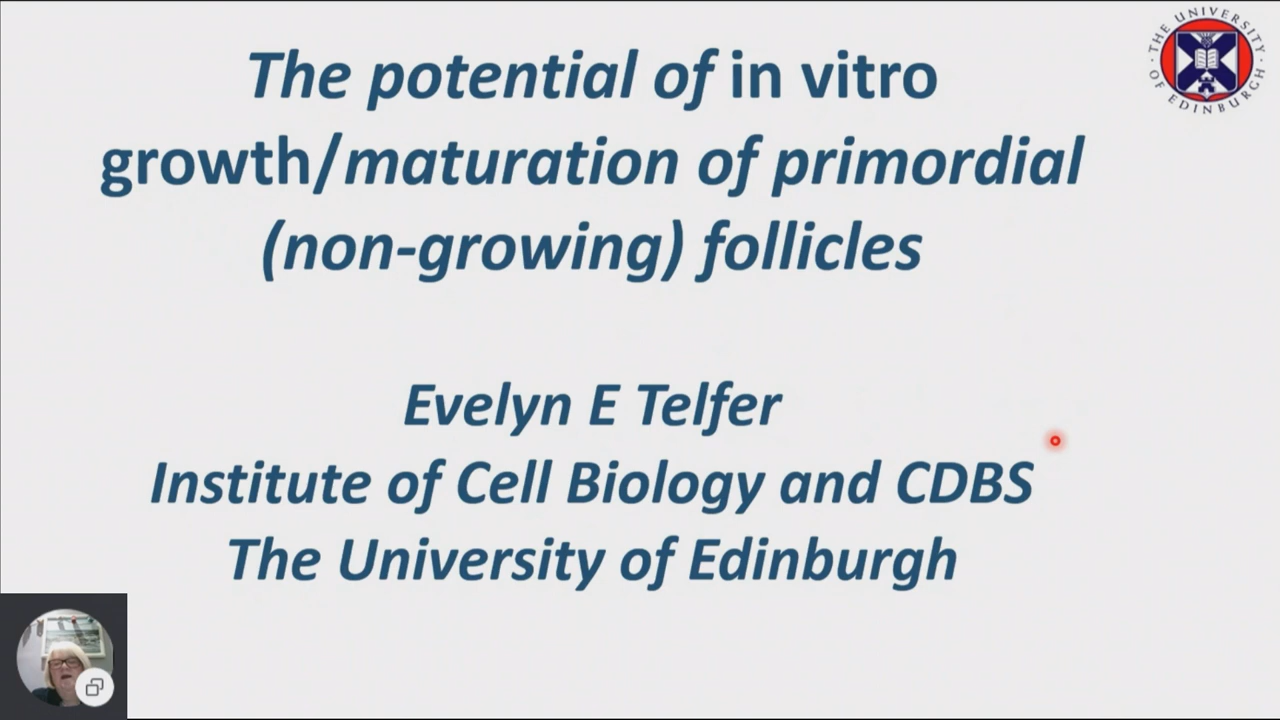 The potential of in vitro
growth/maturation of primordial
(non-growing) follicles
Evelyn E Telfer
Institute of Cell Biology and CDBS
The University of Edinburgh
THE UNIVERSITY OF EDINBURGH